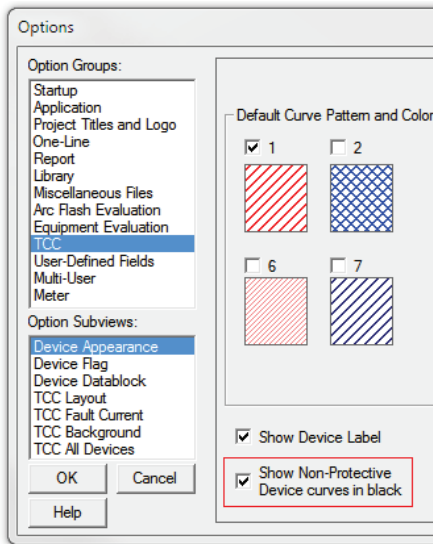 Options
Option Groups:
Startup
Application
Project Titles and Logo
One-Line
Report
Library
Miscellaneous Files
Arc Flash Evaluation
Equipment Evaluation
TCC
User-Defined Fields
Multi-User
Meter
Option Subviews:
Device Appearance
Device Flag
Device Datablock
TCC Layout
TCC Fault Current
TCC Background
TCC All Devices
OK
Cancel
Help
Default Curve Pattern and Color
1
2
6
7
Show Device Label
Show Non-Protective
Device curves in black